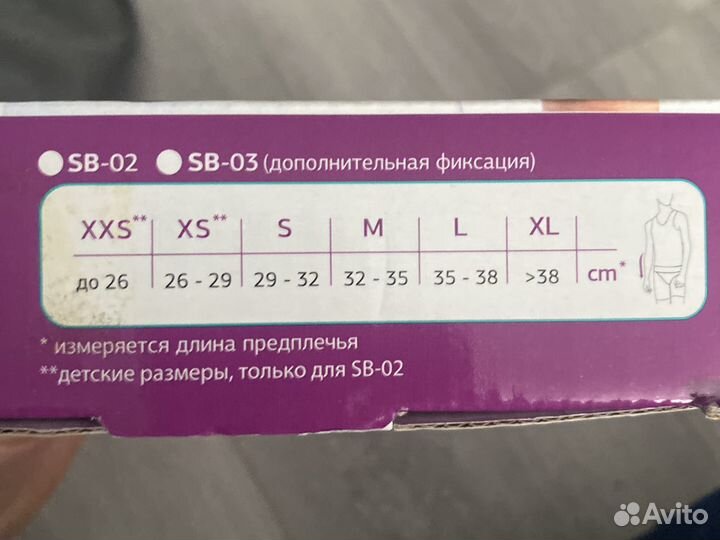 SB-02 SB-03 (дополнительная фиксация)
XXS** XS** S M L XL
до 26 26 - 29 29 - 32 32 - 35 35 - 38 >38 cm*
* измеряется длина предплечья
**детские размеры, только для SB-02
Avito